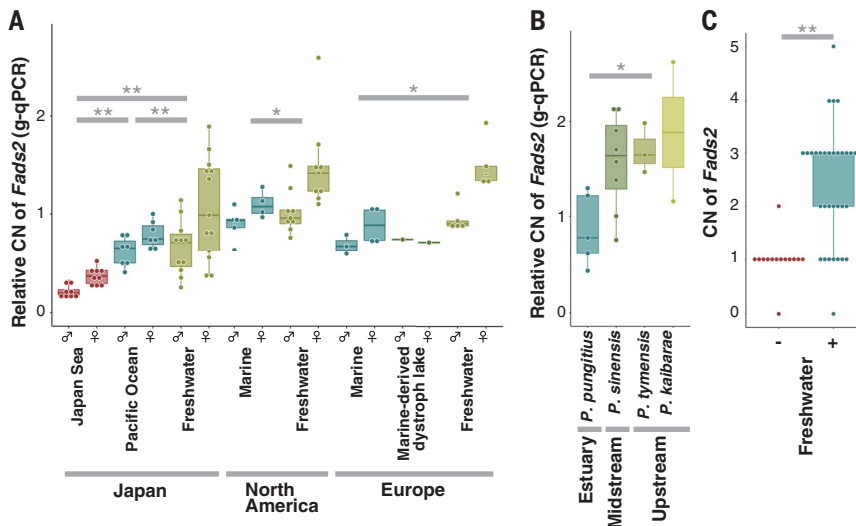 A
Relative CN of Fads2 (g-qPCR)
2
1
0
**
**
**
*
*
♂ ♀ ♂ ♀ ♂ ♀ ♂ ♀ ♂ ♀ ♂ ♀ ♂ ♀ ♂ ♀
Japan Sea
Pacific Ocean
Freshwater
Marine
Freshwater
Marine
Marine-derived
dystroph lake
Freshwater
Japan
North
America
Europe
B
Relative CN of Fads2 (g-qPCR)
2
1
0
*
P. pungitius
P. sinensis
P. tymensis
P. kaibarae
Estuary
Midstream
Upstream
C
CN of Fads2
5
4
3
2
1
0
**
- +
Freshwater